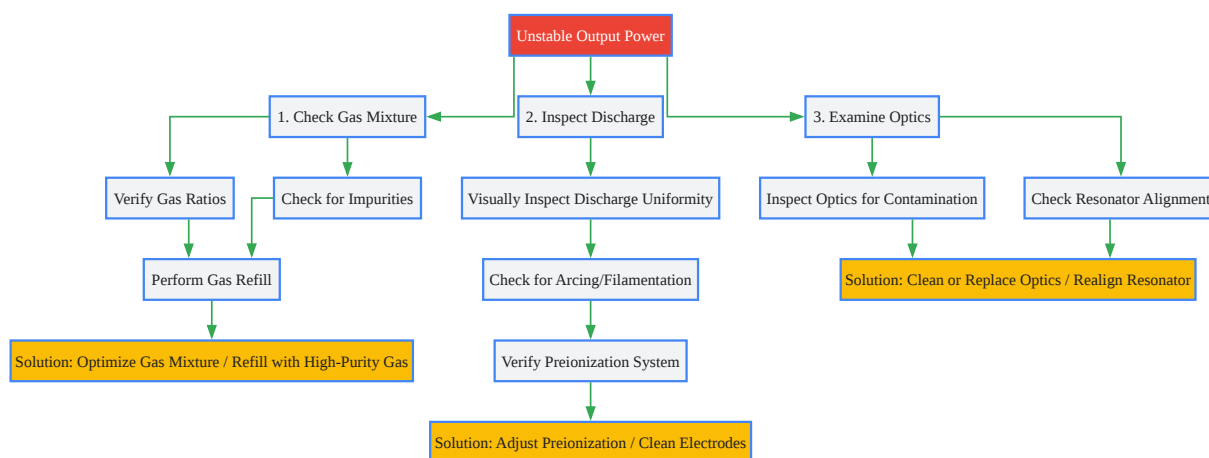 Unstable Output Power
1. Check Gas Mixture
2. Inspect Discharge
3. Examine Optics
Verify Gas Ratios
Check for Impurities
Visually Inspect Discharge Uniformity
Inspect Optics for Contamination
Check Resonator Alignment
Perform Gas Refill
Check for Arcing/Filamentation
Solution: Clean or Replace Optics / Realign Resonator
Solution: Optimize Gas Mixture / Refill with High-Purity Gas
Verify Preionization System
Solution: Adjust Preionization / Clean Electrodes